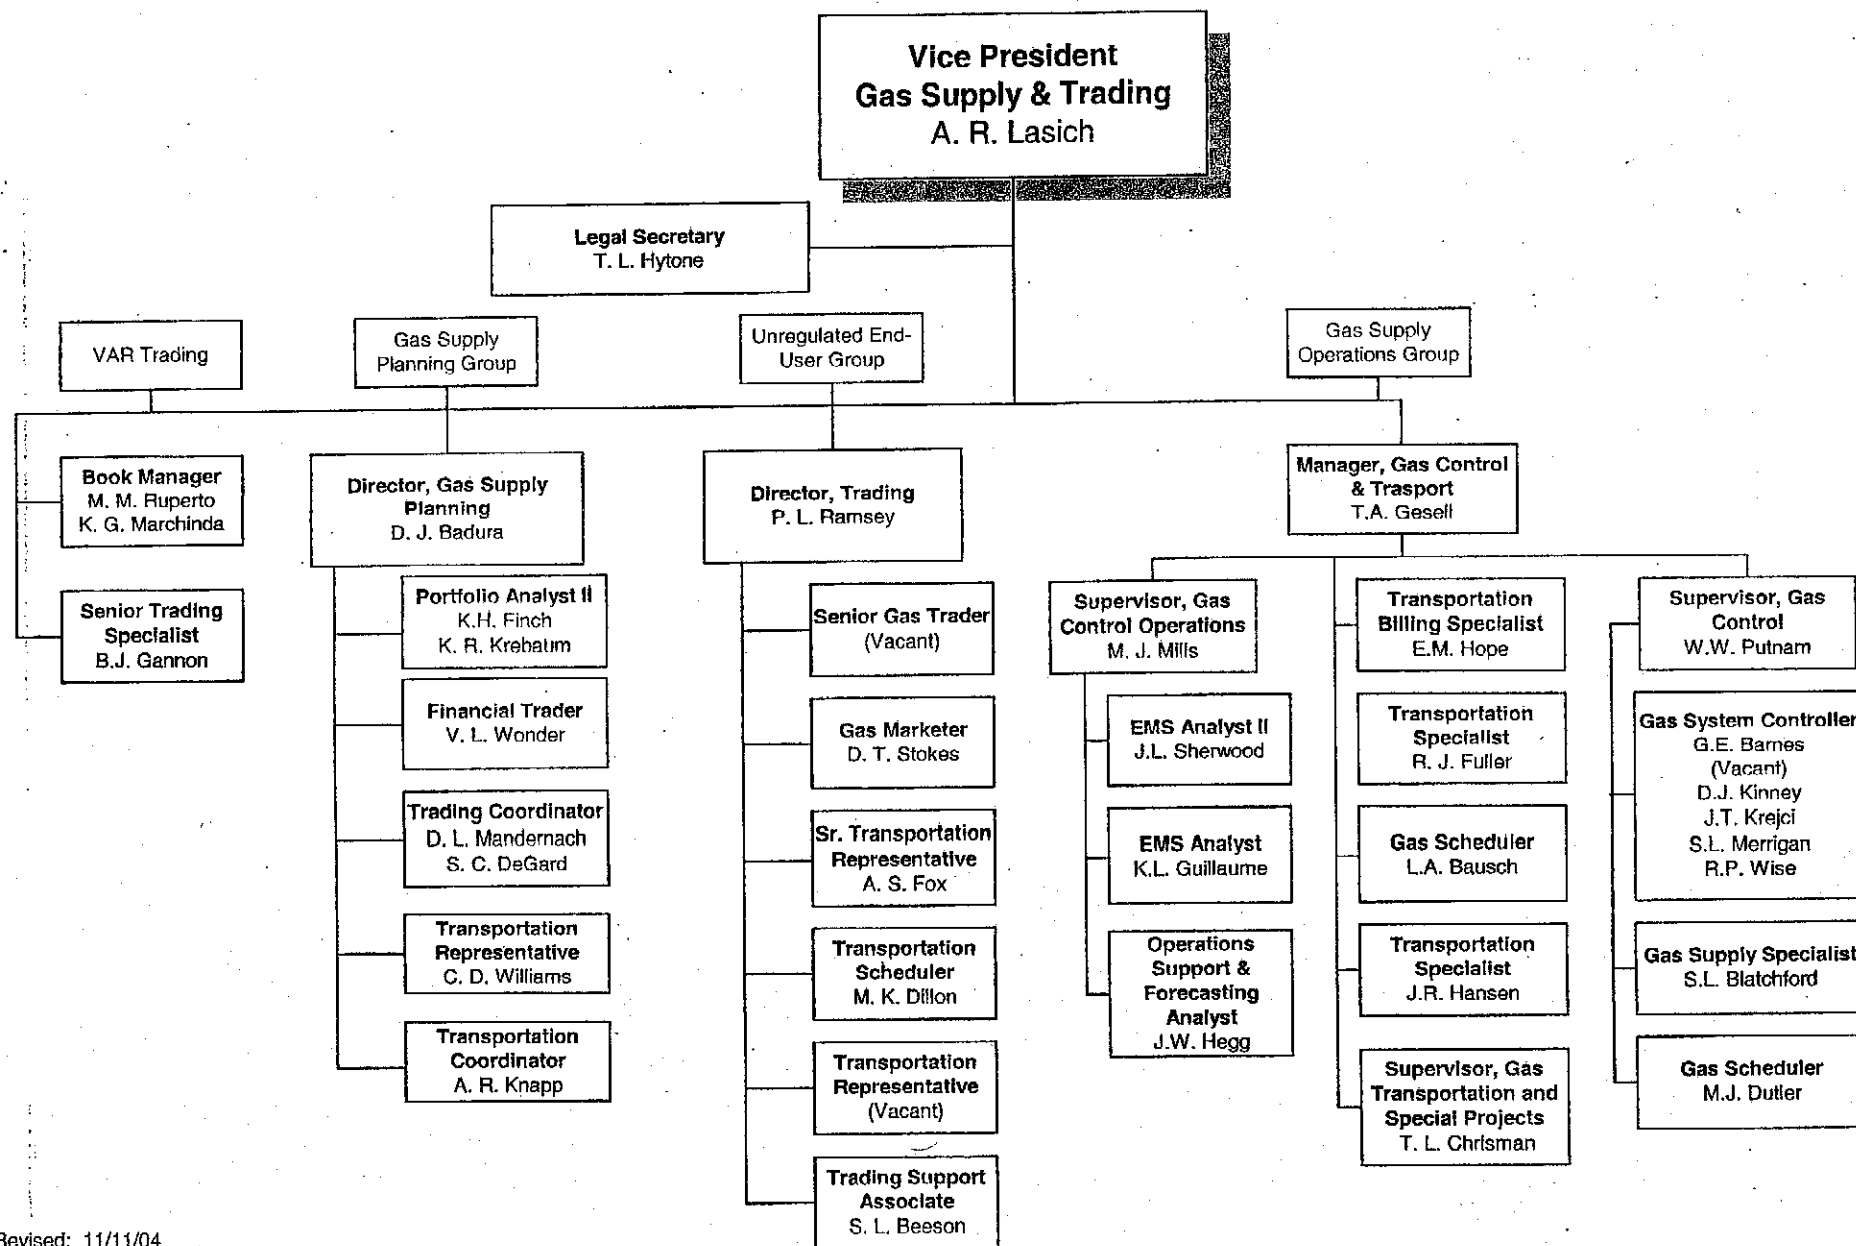 Vice President
Gas Supply & Trading
A. R. Lasich
Legal Secretary
T. L. Hytone
VAR Trading
Gas Supply
Planning Group
Unregulated End-
User Group
Gas Supply
Operations Group
Book Manager
M. M. Ruperto
K. G. Marchinda
Senior Trading
Specialist
B.J. Gannon
Director, Gas Supply
Planning
D. J. Badura
Portfolio Analyst II
K.H. Finch
K. R. Krebaum
Financial Trader
V. L. Wonder
Trading Coordinator
D. L. Mandernach
S. C. DeGard
Transportation
Representative
C. D. Williams
Transportation
Coordinator
A. R. Knapp
Director, Trading
P. L. Ramsey
Senior Gas Trader
(Vacant)
Gas Marketer
D. T. Stokes
Sr. Transportation
Representative
A. S. Fox
Transportation
Scheduler
M. K. Dillon
Transportation
Representative
(Vacant)
Trading Support
Associate
S. L. Beeson
Manager, Gas Control
& Trasport
T.A. Gesell
Supervisor, Gas
Control Operations
M. J. Mills
EMS Analyst II
J.L. Sherwood
EMS Analyst
K.L. Guillaume
Operations
Support &
Forecasting
Analyst
J.W. Hegg
Transportation
Billing Specialist
E.M. Hope
Transportation
Specialist
R. J. Fuller
Gas Scheduler
L.A. Bausch
Transportation
Specialist
J.R. Hansen
Supervisor, Gas
Transportation and
Special Projects
T. L. Chrisman
Supervisor, Gas
Control
W.W. Putnam
Gas System Controller
G.E. Barnes
(Vacant)
D.J. Kinney
J.T. Krejci
S.L. Merrigan
R.P. Wise
Gas Supply Specialist
S.L. Blatchford
Gas Scheduler
M.J. Dutler
Revised: 11/11/04